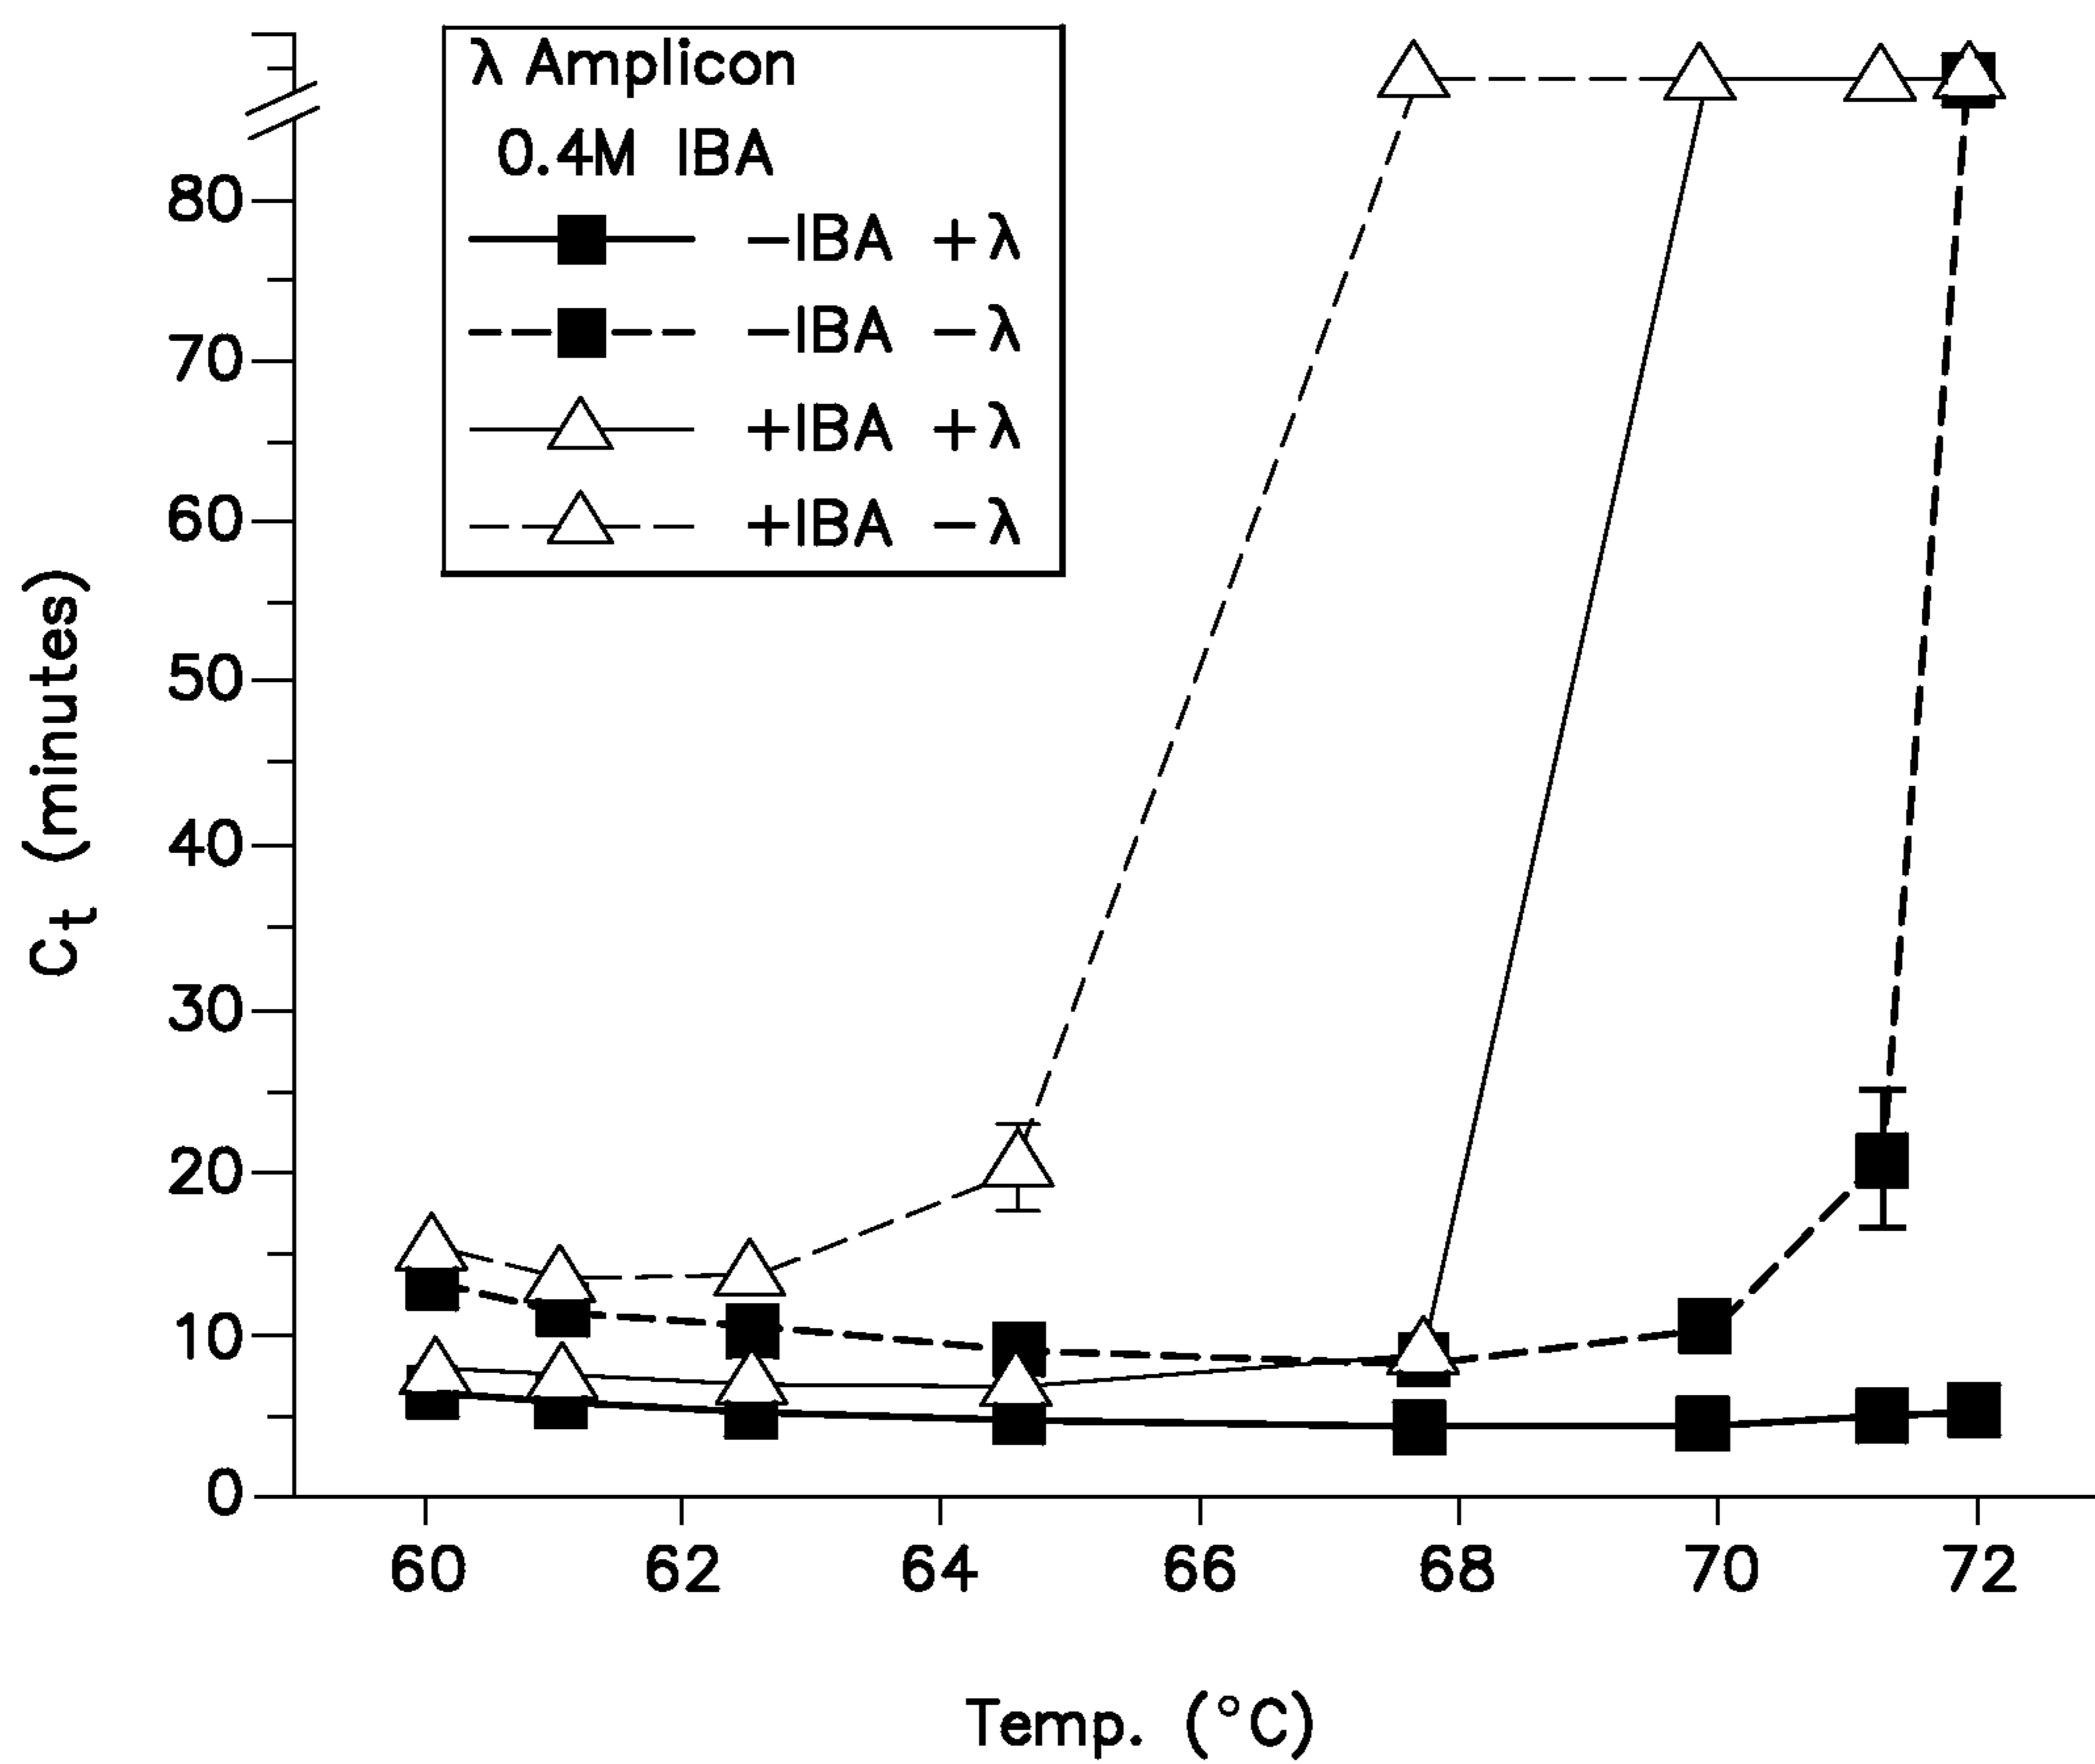 λ Amplicon
0.4M IBA
−IBA +λ
−IBA −λ
+IBA +λ
+IBA −λ
80
70
60
50
40
30
20
10
0
Ct (minutes)
60 62 64 66 68 70 72
Temp. (°C)